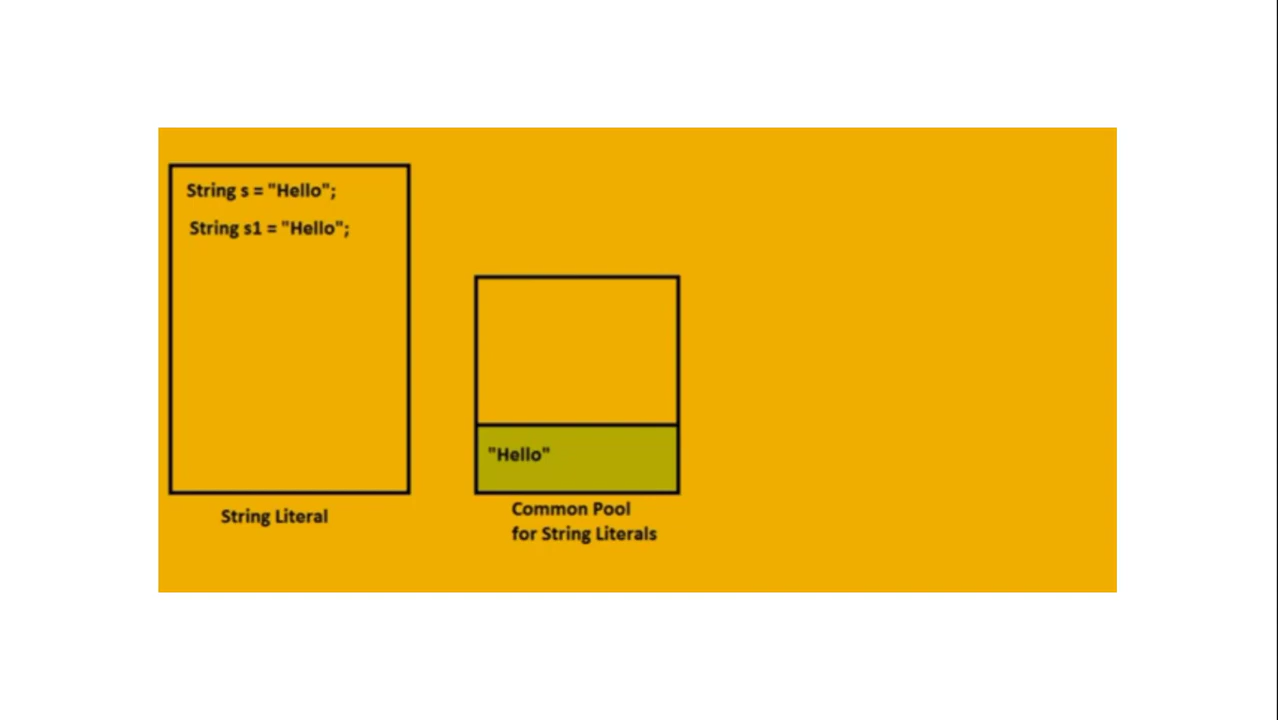 String s = "Hello";
String s1 = "Hello";
"Hello"
String Literal
Common Pool
for String Literals